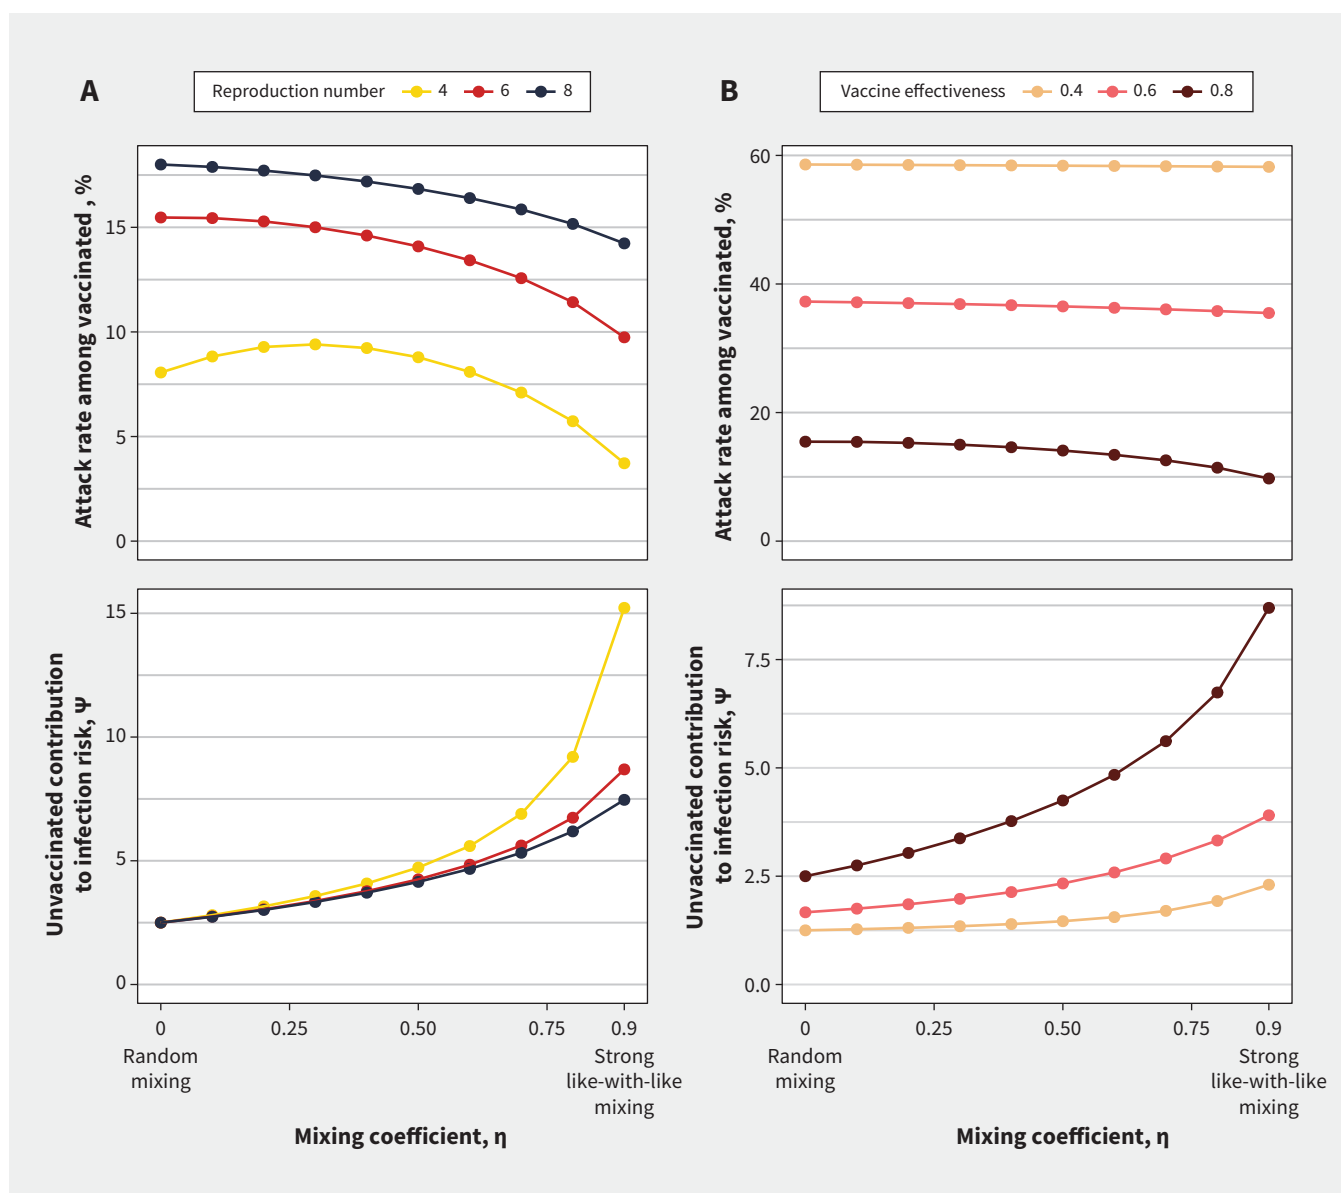 A
Reproduction number 4 6 8
Attack rate among vaccinated , %
15
10
5
0
Unvaccinated contribution
to infection risk, Ψ
15
10
5
0
0
0.25
0.50
0.75
0.9
Random
mixing
Strong
like-with-like
mixing
Mixing coefficient, η
B
Vaccine effectiveness 0.4 0.6 0.8
Attack rate among vaccinated, %
60
40
20
0
Unvaccinated contribution
to infection risk, Ψ
7.5
5.0
2.5
0.0
0
0.25
0.50
0.75
0.9
Random
mixing
Strong
like-with-like
mixing
Mixing coefficient, η